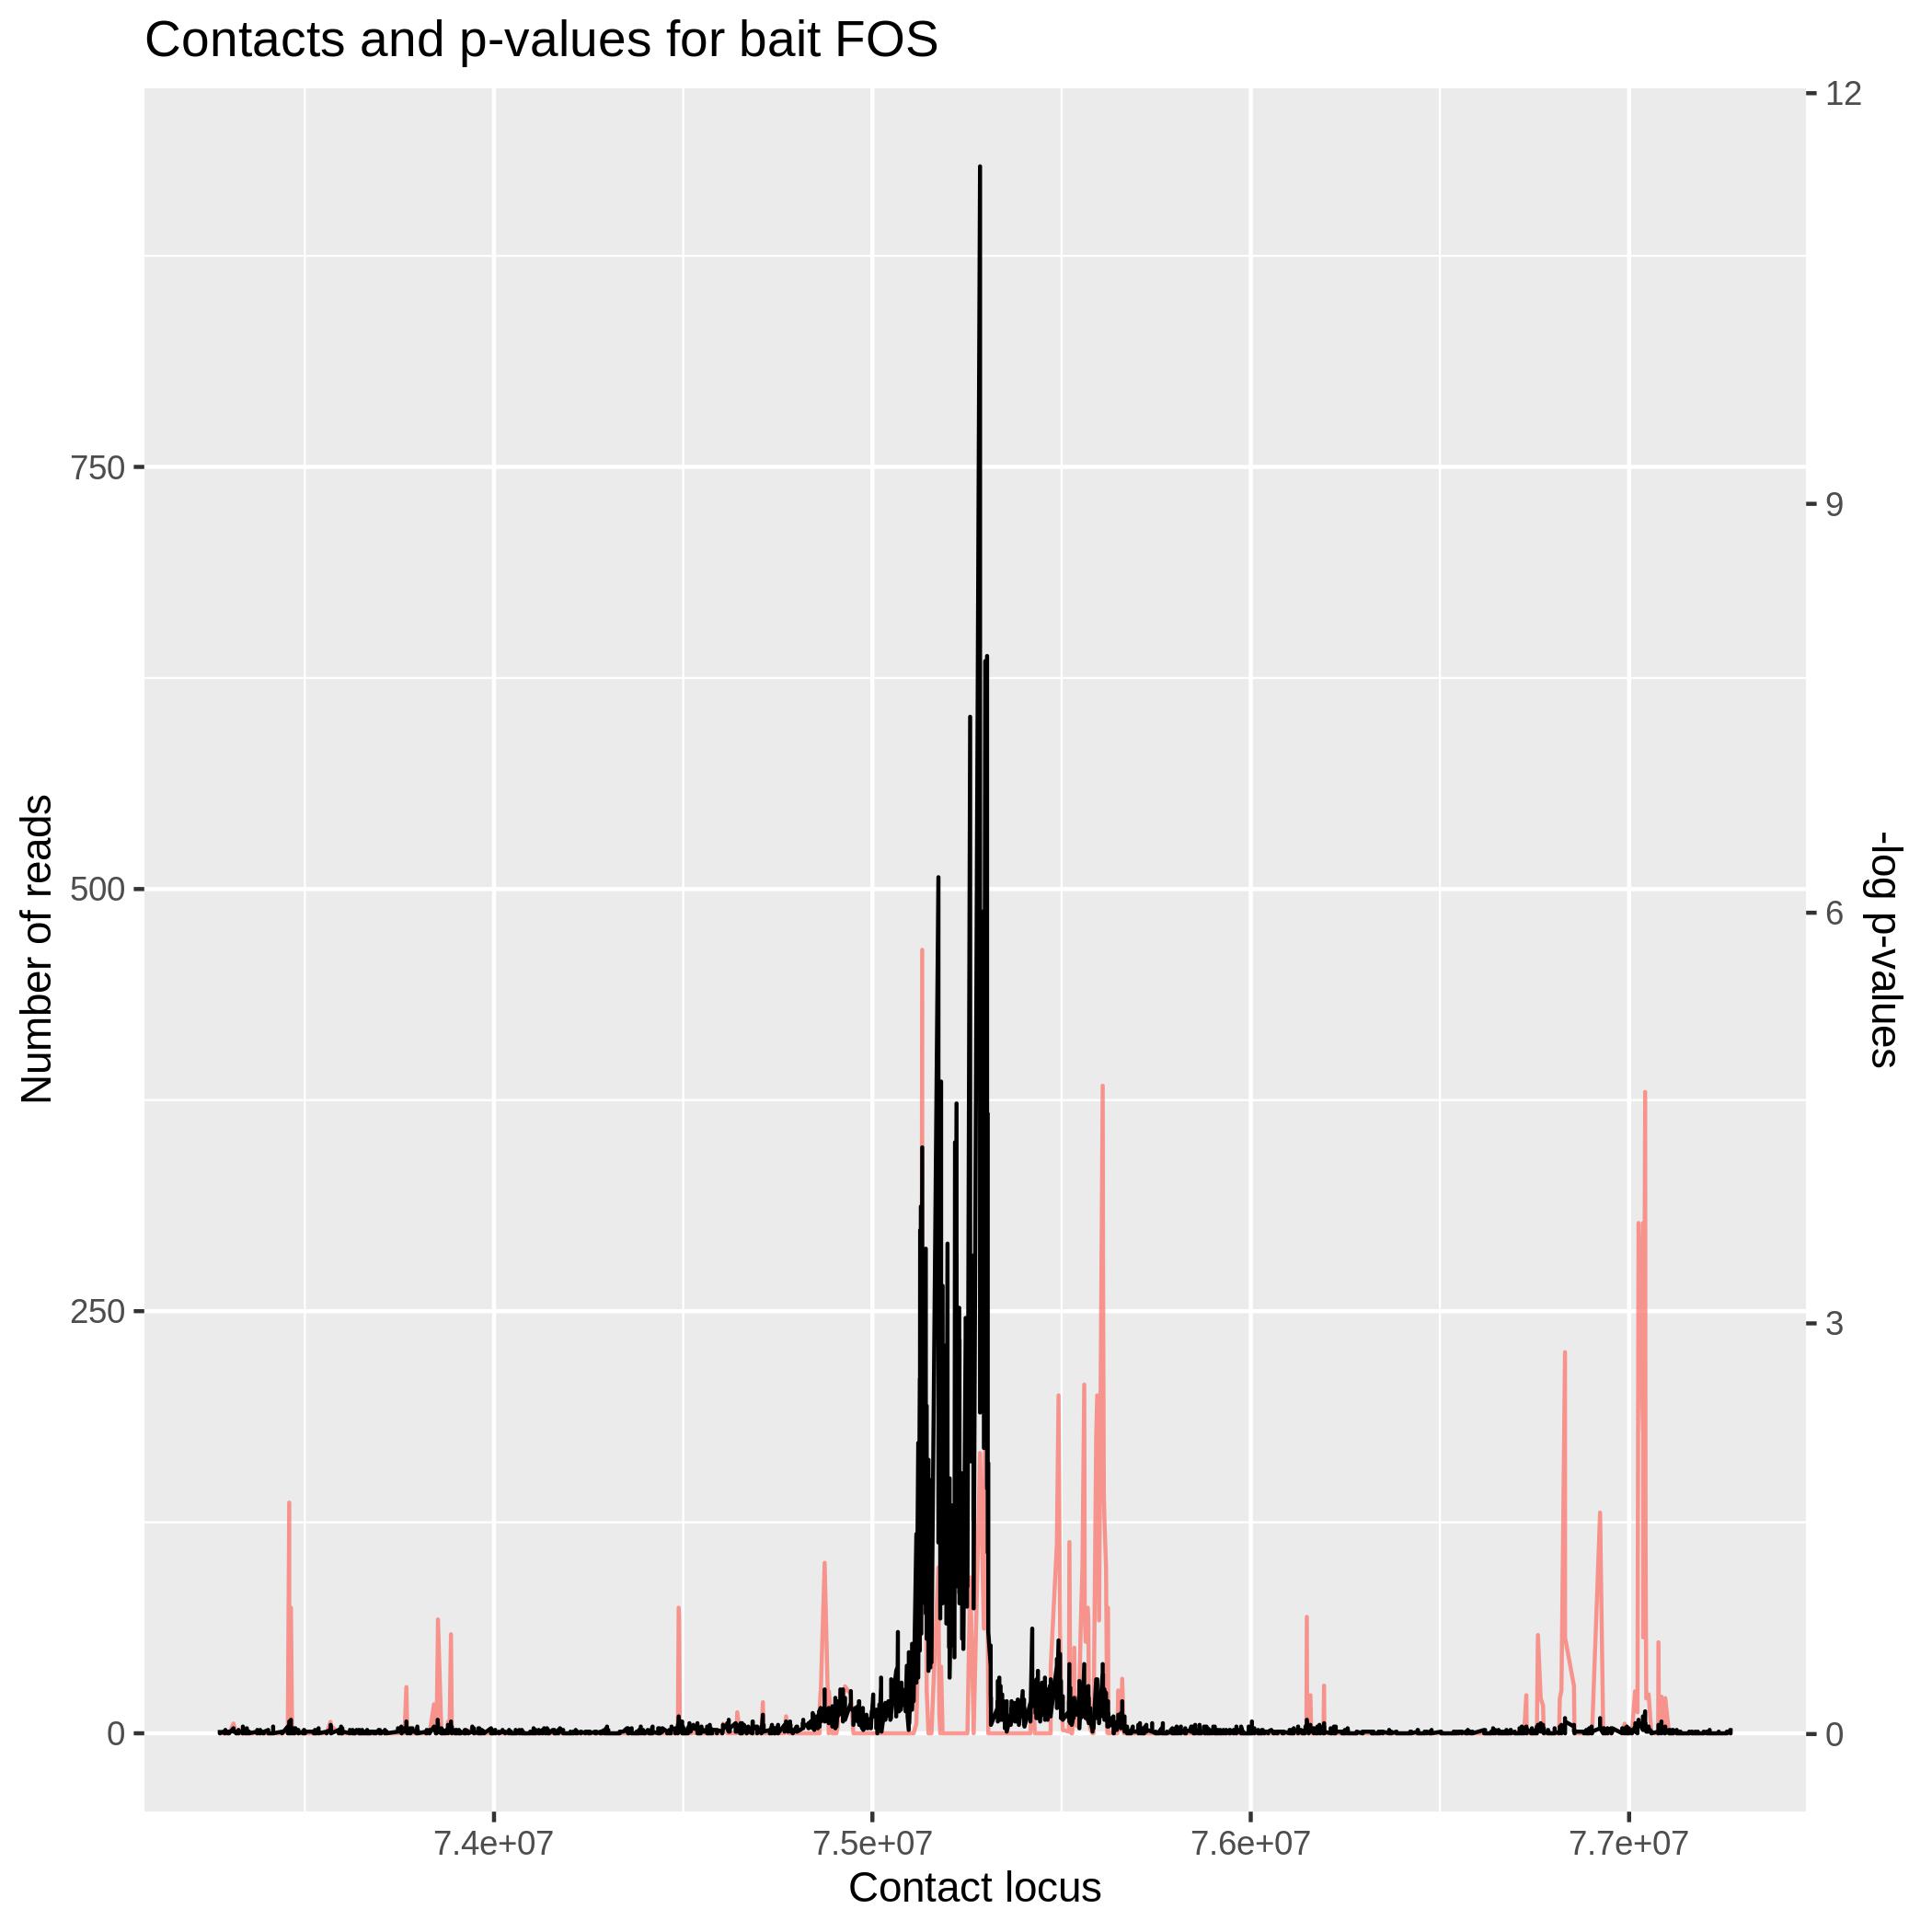 Contacts and p-values for bait FOS
12
750
9
Number of reads
-log p-values
500
6
250
3
0
0
7.4e+07
7.5e+07
7.6e+07
7.7e+07
Contact locus